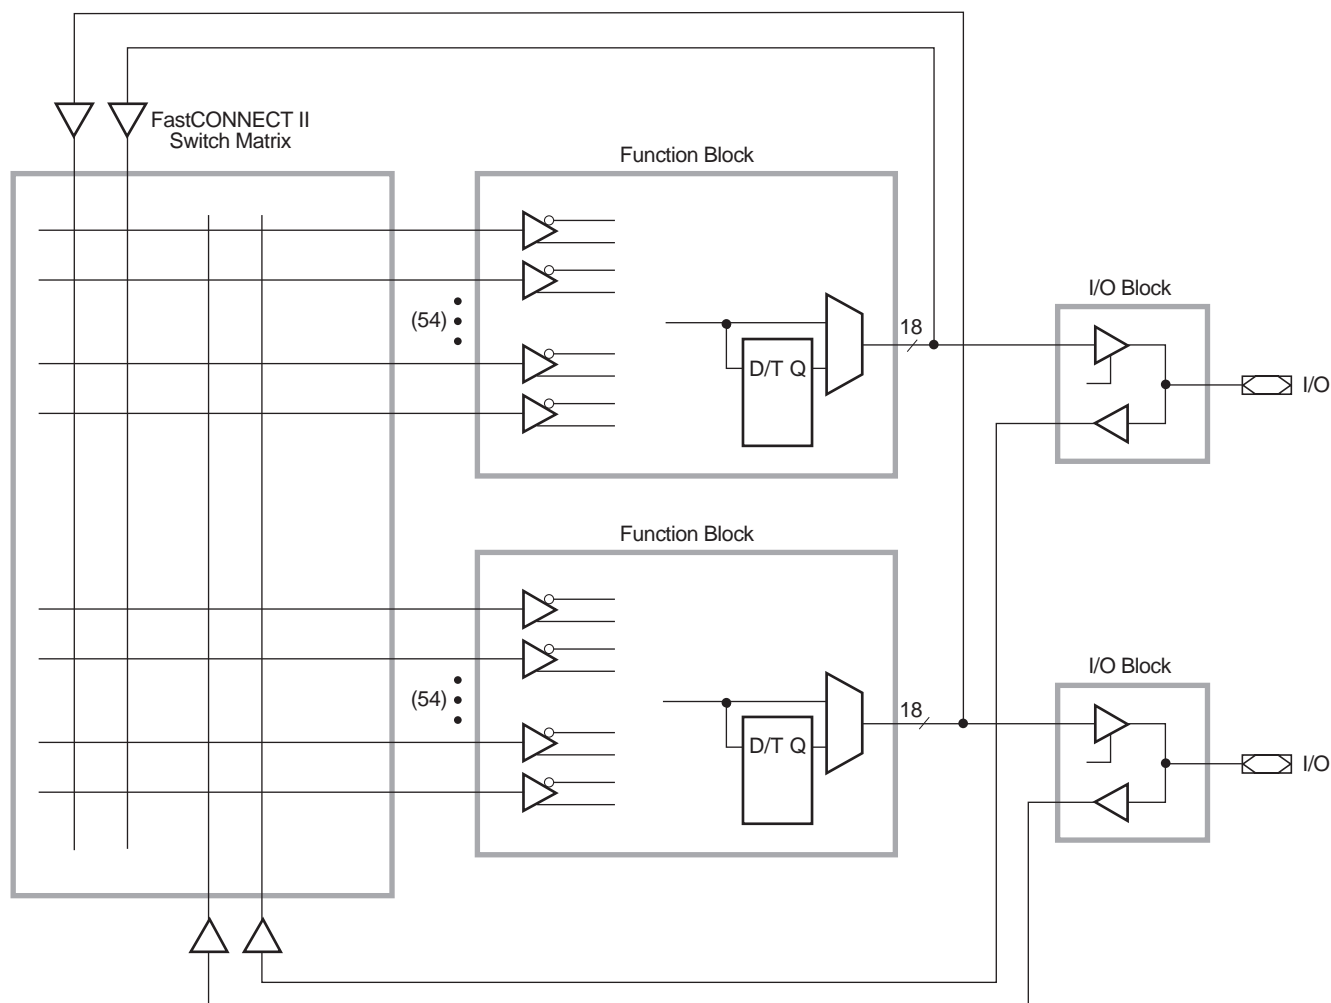 FastCONNECT II
Switch Matrix
Function Block
(54)
D/T Q
18
I/O Block
I/O
Function Block
(54)
D/T Q
18
I/O Block
I/O